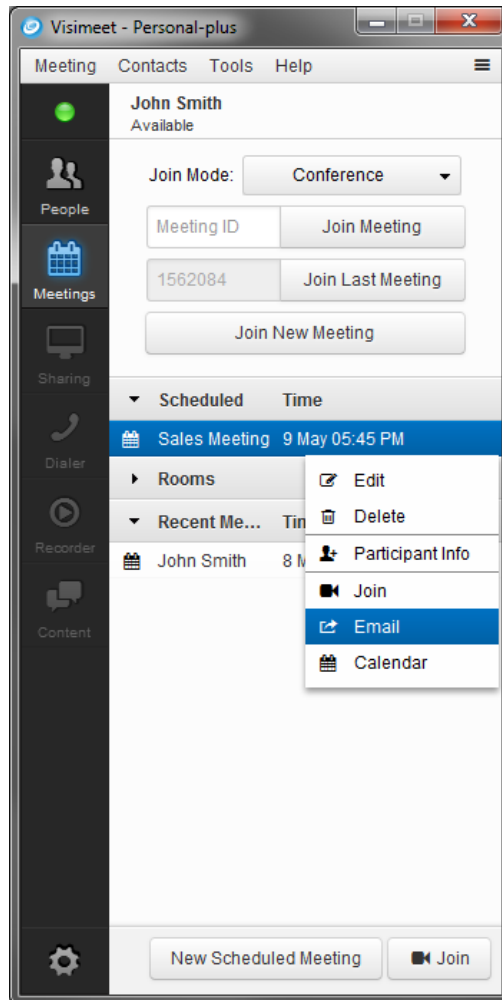 Visimeet - Personal-plus
Meeting Contacts Tools Help
John Smith
Available
People
Meetings
Sharing
Dialer
Recorder
Content
Join Mode: Conference
Meeting ID Join Meeting
1562084 Join Last Meeting
Join New Meeting
Scheduled Time
Sales Meeting 9 May 05:45 PM
Rooms
Recent Me... Tin
John Smith 8 M
Edit
Delete
Participant Info
Join
Email
Calendar
New Scheduled Meeting Join